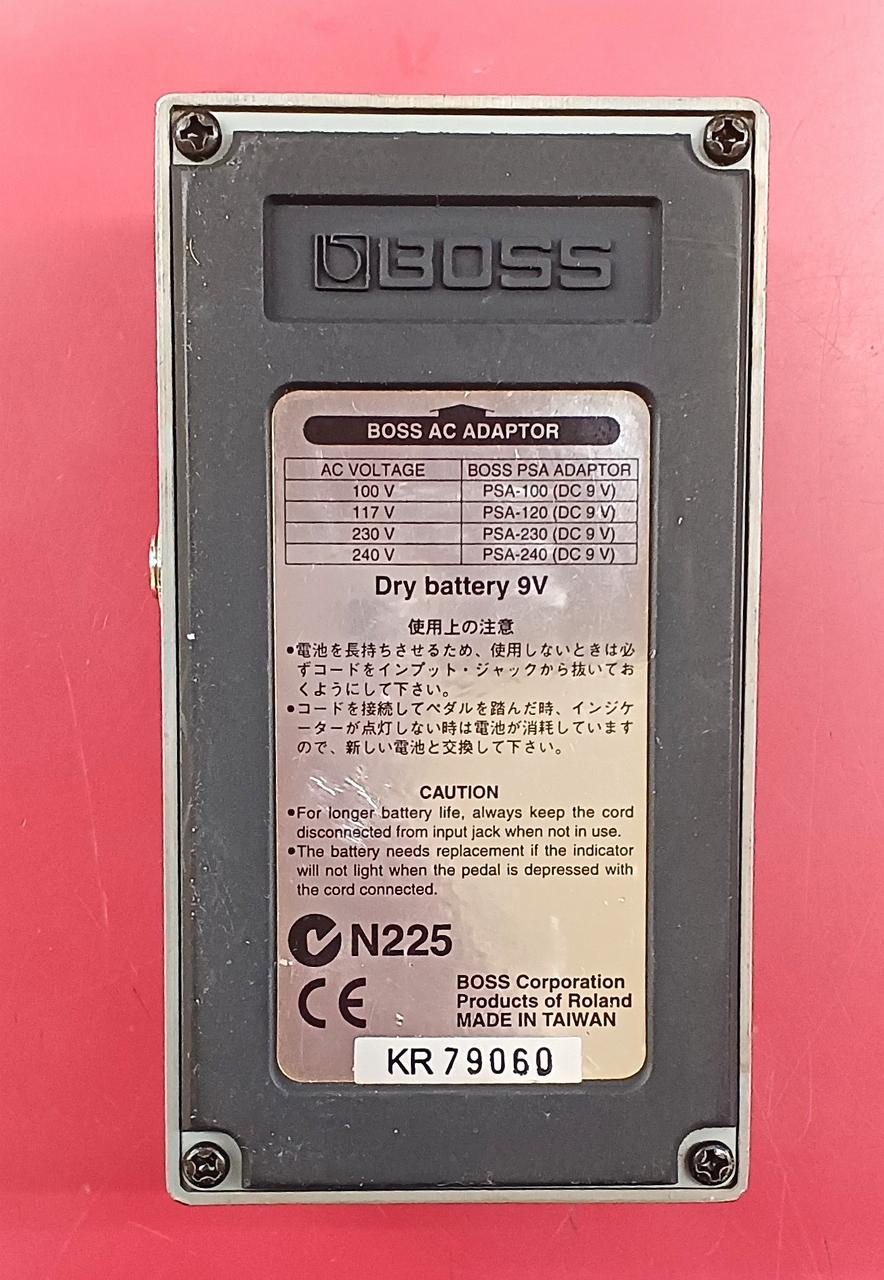 BOSS
BOSS AC ADAPTOR
AC VOLTAGE BOSS PSA ADAPTOR
100 V PSA-100 (DC 9 V)
117 V PSA-120 (DC 9 V)
230 V PSA-230 (DC 9 V)
240 V PSA-240 (DC 9 V)
Dry battery 9V
使用上の注意
●電池を長持ちさせるため、使用しないときは必
ずコードをインプット・ジャックから抜いてお
くようにして下さい。
●コードを接続してペダルを踏んだ時、インジケ
ーターが点灯しない時は電池が消耗しています
ので、新しい電池と交換して下さい。
CAUTION
●For longer battery life, always keep the cord
disconnected from input jack when not in use.
●The battery needs replacement if the indicator
will not light when the pedal is depressed with
the cord connected.
N225
CE
BOSS Corporation
Products of Roland
MADE IN TAIWAN
KR 79060